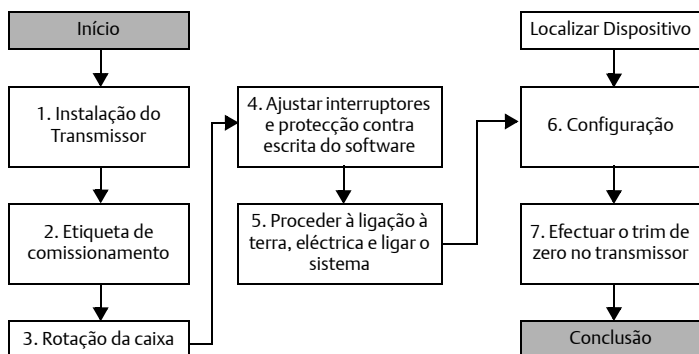 Início
1. Instalação do
Transmissor
2. Etiqueta de
comissionamento
3. Rotação da caixa
4. Ajustar interruptores
e protecção contra
escrita do software
5. Proceder à ligação à
terra, eléctrica e ligar o
sistema
Localizar Dispositivo
6. Configuração
7. Efectuar o trim de
zero no transmissor
Conclusão